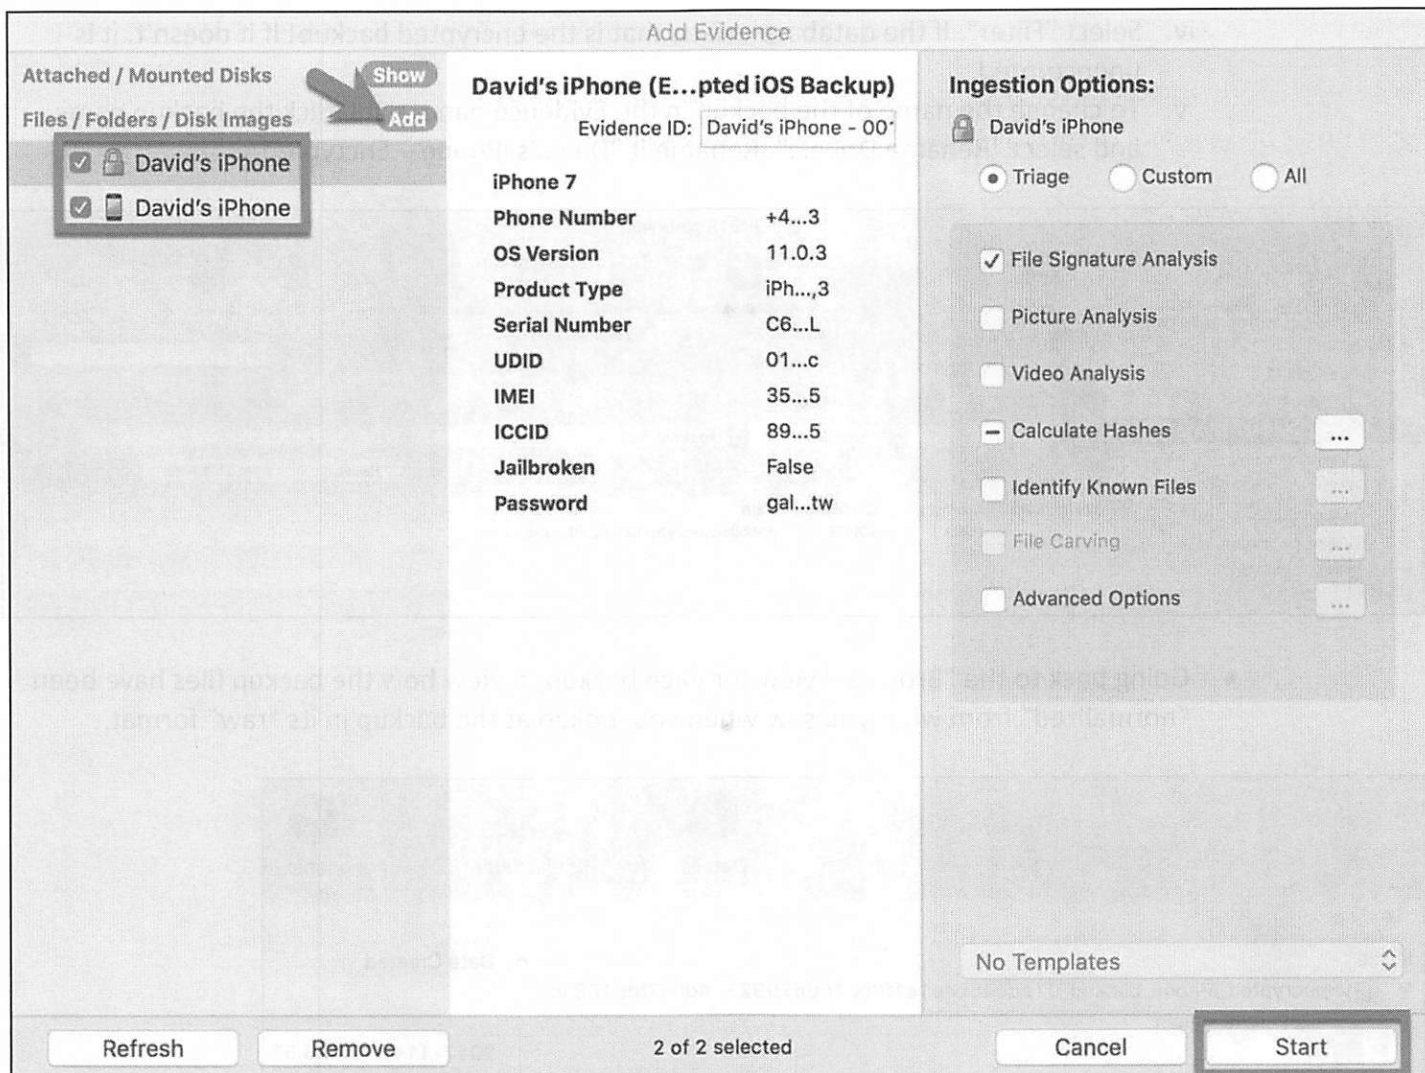 Add Evidence
Attached / Mounted Disks
Show
Files / Folders / Disk Images
Add
David's iPhone
David's iPhone
David's iPhone (E...pted iOS Backup)
Evidence ID: David's iPhone - 00
iPhone 7
Phone Number +4...3
OS Version 11.0.3
Product Type iPh...,3
Serial Number C6...L
UDID 01...c
IMEI 35...5
ICCID 89...5
Jailbroken False
Password gal...tw
Ingestion Options:
David's iPhone
Triage Custom All
File Signature Analysis
Picture Analysis
Video Analysis
Calculate Hashes ...
Identify Known Files ...
File Carving ...
Advanced Options ...
No Templates
Refresh
Remove
2 of 2 selected
Cancel
Start